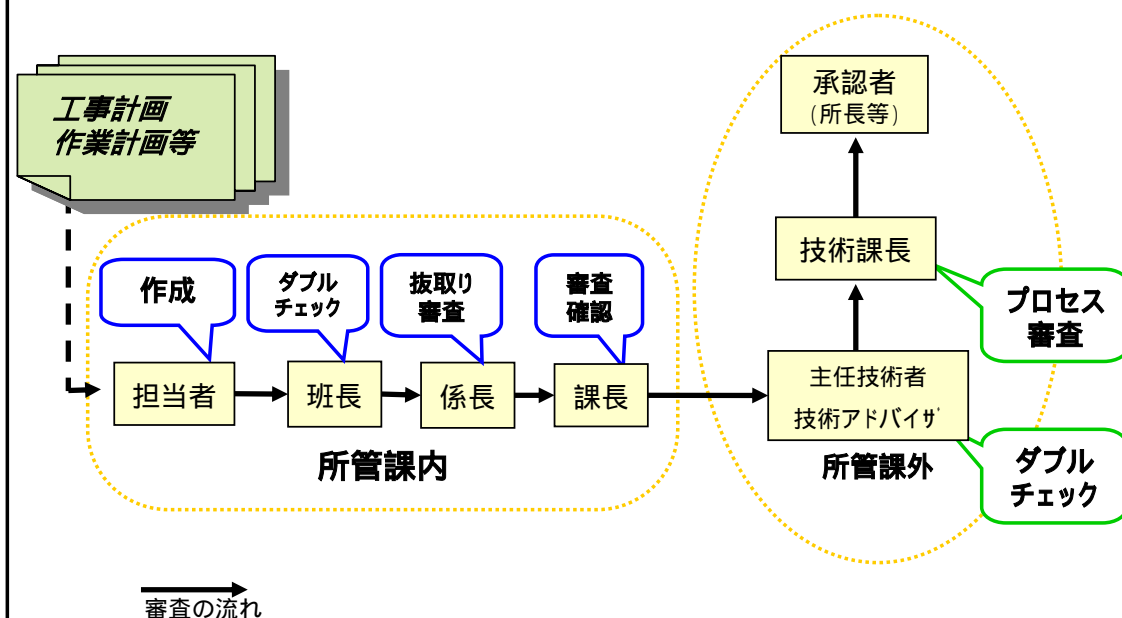 工事計画
作業計画等
作成
ダブル
チェック
抜取り
審査
審査
確認
担当者
班長
係長
課長
所管課内
承認者
(所長等)
技術課長
プロセス
審査
主任技術者
技術アドバイザ
所管課外
ダブル
チェック
審査の流れ